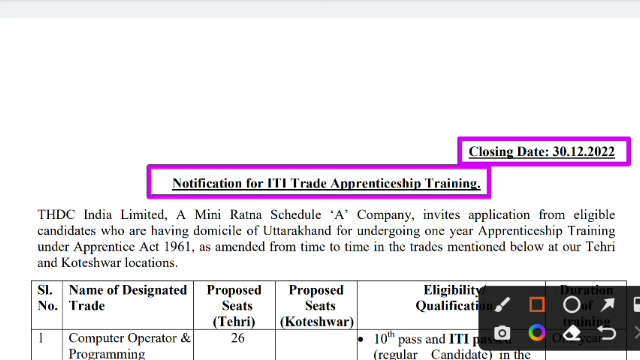 Closing Date: 30.12.2022
Notification for ITI Trade Apprenticeship Training.
THDC India Limited, A Mini Ratna Schedule ‘A’ Company, invites application from eligible
candidates who are having domicile of Uttarakhand for undergoing one year Apprenticeship Training
under Apprentice Act 1961, as amended from time to time in the trades mentioned below at our Tehri
and Koteshwar locations.
Sl. No. Name of Designated Trade Proposed Seats (Tehri) Proposed Seats (Koteshwar) Eligibility/ Qualification Duration of training
1 Computer Operator & Programming 26
• 10th pass and ITI passed
(regular Candidate) in the
One year